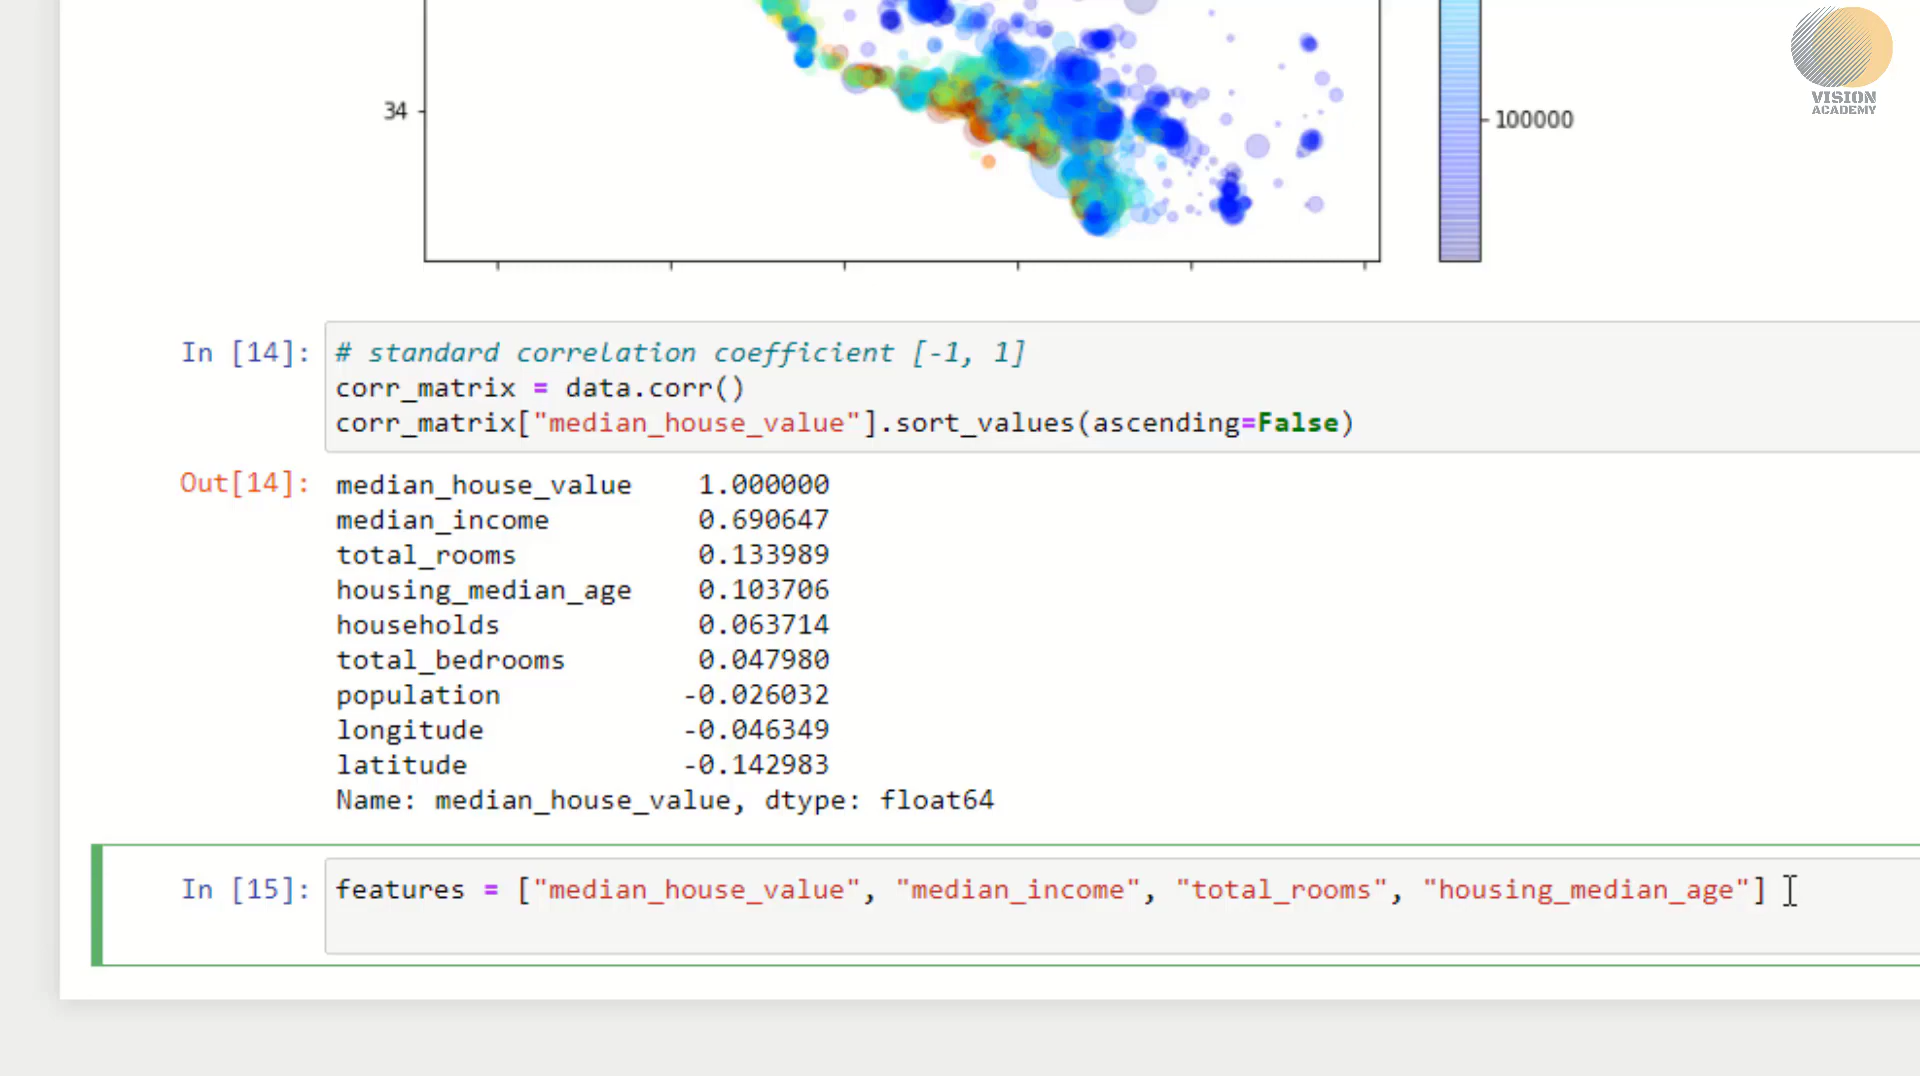 VISION
ACADEMY
34
100000
In [14]:
# standard correlation coefficient [-1, 1]
corr_matrix = data.corr()
corr_matrix["median_house_value"].sort_values(ascending=False)
Out[14]:
median_house_value 1.000000
median_income 0.690647
total_rooms 0.133989
housing_median_age 0.103706
households 0.063714
total_bedrooms 0.047980
population -0.026032
longitude -0.046349
latitude -0.142983
Name: median_house_value, dtype: float64
In [15]:
features = ["median_house_value", "median_income", "total_rooms", "housing_median_age"]